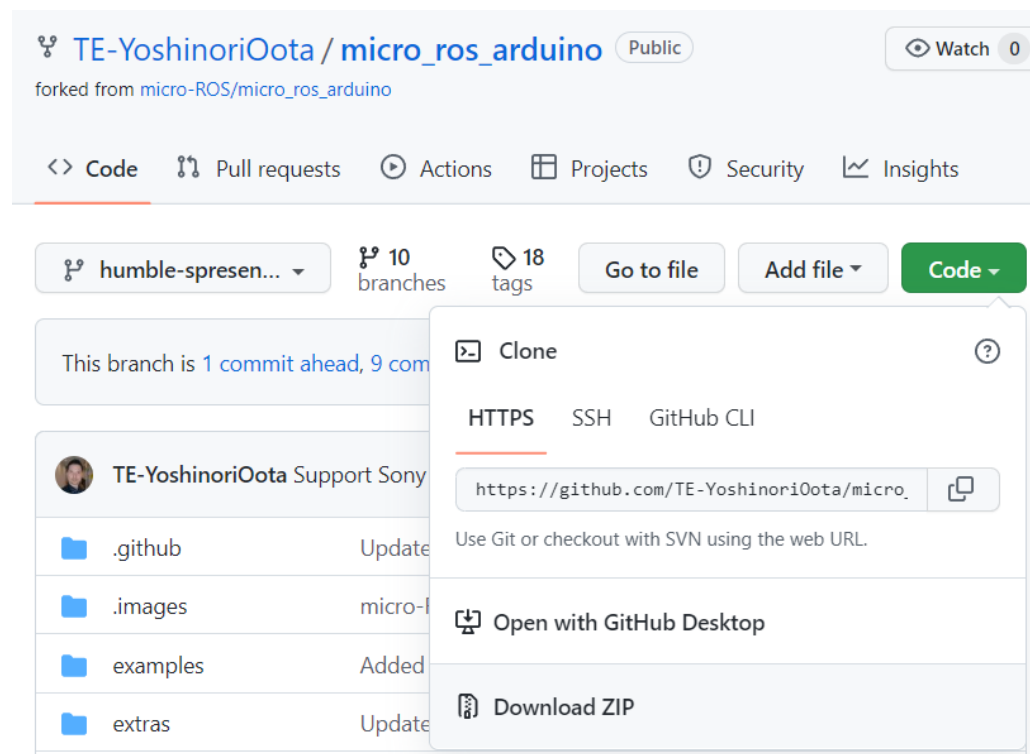 TE-YoshinoriOota / micro_ros_arduino Public Watch 0
forked from micro-ROS/micro_ros_arduino
<> Code Pull requests Actions Projects Security Insights
humble-spresen... 10 branches 18 tags Go to file Add file Code
This branch is 1 commit ahead, 9 com
Clone
HTTPS SSH GitHub CLI
https://github.com/TE-YoshinoriOota/micro_
Use Git or checkout with SVN using the web URL.
Open with GitHub Desktop
Download ZIP
TE-YoshinoriOota Support Sony
.github Update
.images micro-
examples Added
extras Update